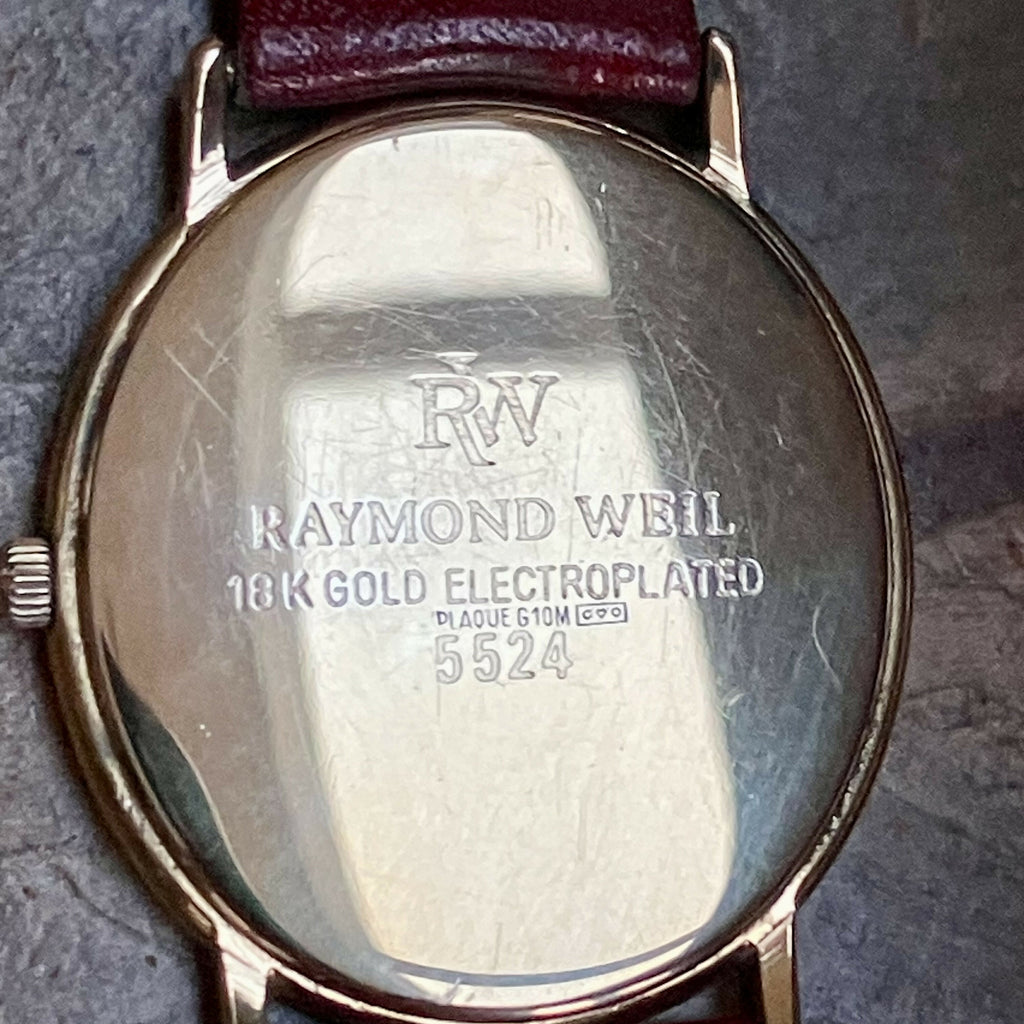 RW
RAYMOND WEIL
18K GOLD ELECTROPLATED
PLAQUE G10M
5524